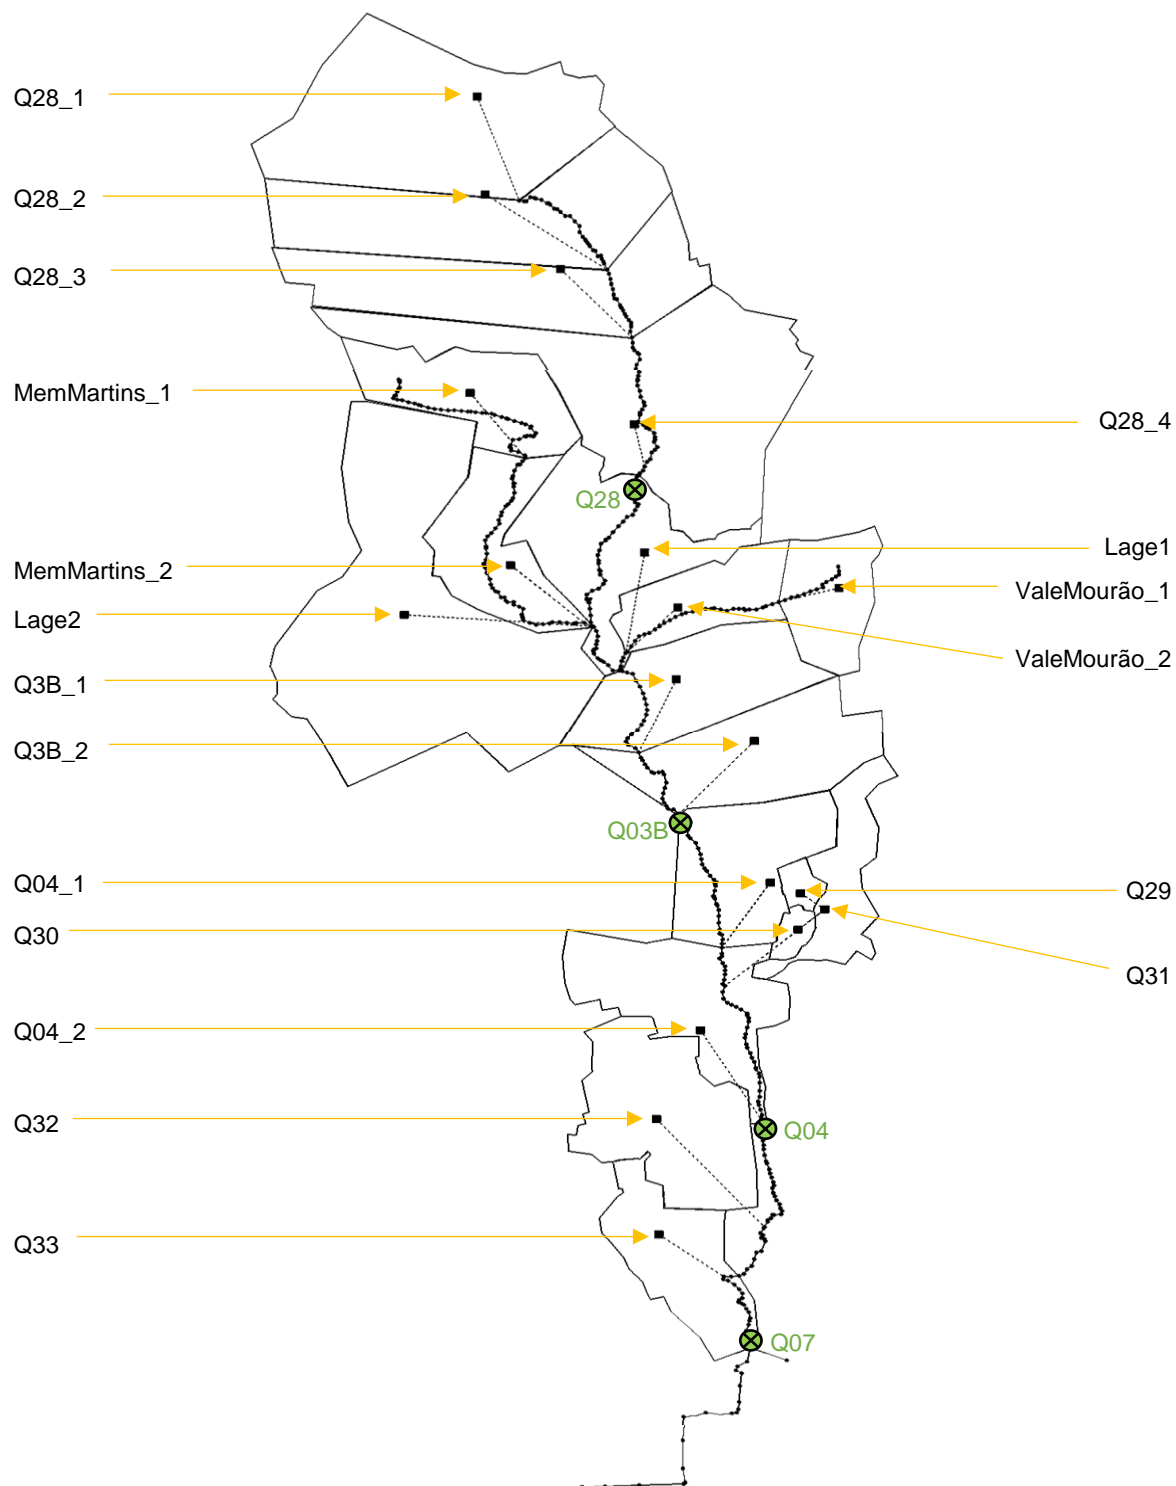 Q28_1
Q28_2
Q28_3
MemMartins_1
Q28_4
Q28
Lage1
MemMartins_2
ValeMourão_1
Lage2
ValeMourão_2
Q3B_1
Q3B_2
Q03B
Q04_1
Q29
Q30
Q31
Q04_2
Q32
Q04
Q33
Q07